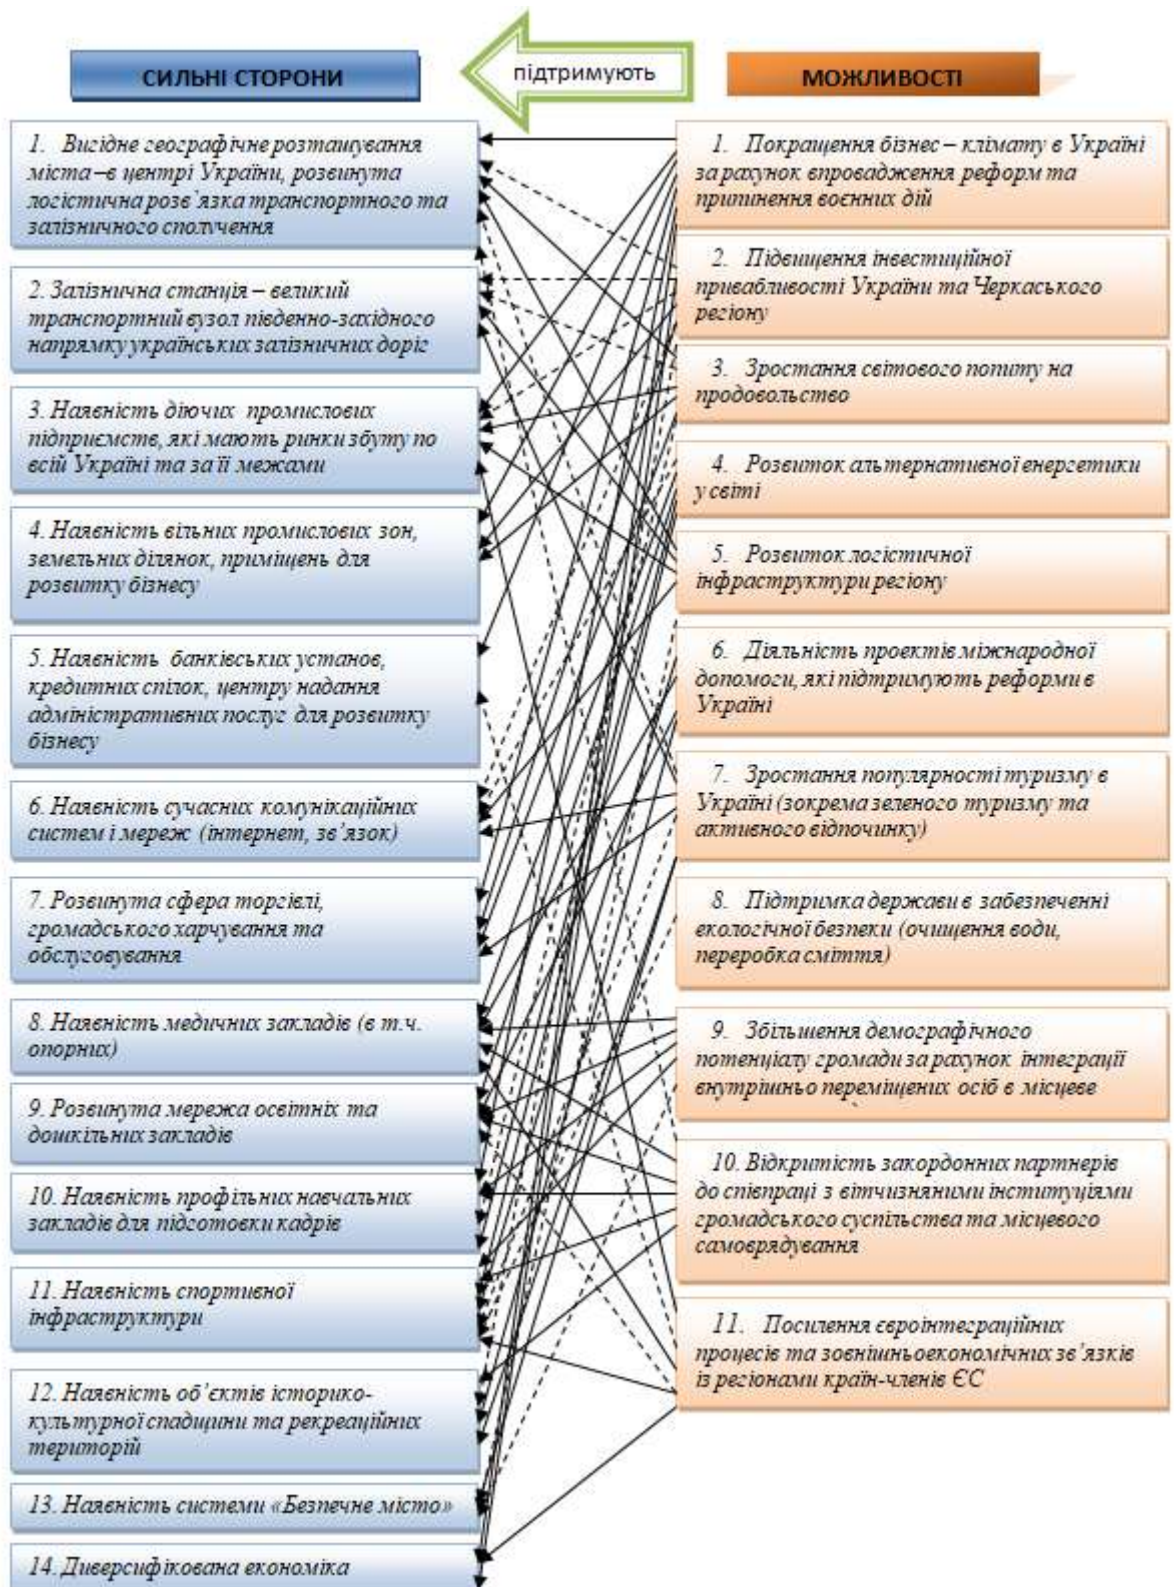 СИЛЬНІ СТОРОНИ
підтримують
МОЖЛИВОСТІ
1. Вигідне географічне розташування
міста –в центрі України, розвинута
логістична розв`язка транспортного та
залізничного сполучення
2. Залізнична станція – великий
транспортний вузол південно-західного
напрямку українських залізничних доріг
3. Наявність діючих промислових
підприємств, які мають ринки збуту по
всій Україні та за її межами
4. Наявність вільних промислових зон,
земельних ділянок, приміщень для
розвитку бізнесу
5. Наявність банківських установ,
кредитних спілок, центру надання
адміністративних послуг для розвитку
бізнесу
6. Наявність сучасних комунікаційних
систем і мереж (інтернет, зв’язок)
7. Розвинута сфера торгівлі,
громадського харчування та
обслуговування
8. Наявність медичних закладів (в т.ч.
опорних)
9. Розвинута мережа освітніх та
дошкільних закладів
10. Наявність профільних навчальних
закладів для підготовки кадрів
11. Наявність спортивної
інфраструктури
12. Наявність об’єктів історико-
культурної спадщини та рекреаційних
територій
13. Наявність системи «Безпечне місто»
14. Диверсифікована економіка
1. Покращення бізнес – клімату в Україні
за рахунок впровадження реформ та
припинення воєнних дій
2. Підвищення інвестиційної
привабливості України та Черкаського
регіону
3. Зростання світового попиту на
продовольство
4. Розвиток альтернативної енергетики
у світі
5. Розвиток логістичної
інфраструктури регіону
6. Діяльність проектів міжнародної
допомоги, які підтримують реформи в
Україні
7. Зростання популярності туризму в
Україні (зокрема зеленого туризму та
активного відпочинку)
8. Підтримка держави в забезпеченні
екологічної безпеки (очищення води,
переробка сміття)
9. Збільшення демографічного
потенціалу громади за рахунок інтеграції
внутрішньо переміщених осіб в місцеве
10. Відкритість закордонних партнерів
до співпраці з вітчизняними інституціями
громадського суспільства та місцевого
самоврядування
11. Посилення євроінтеграційних
процесів та зовнішньоекономічних зв’язків
із регіонами країн-членів ЄС